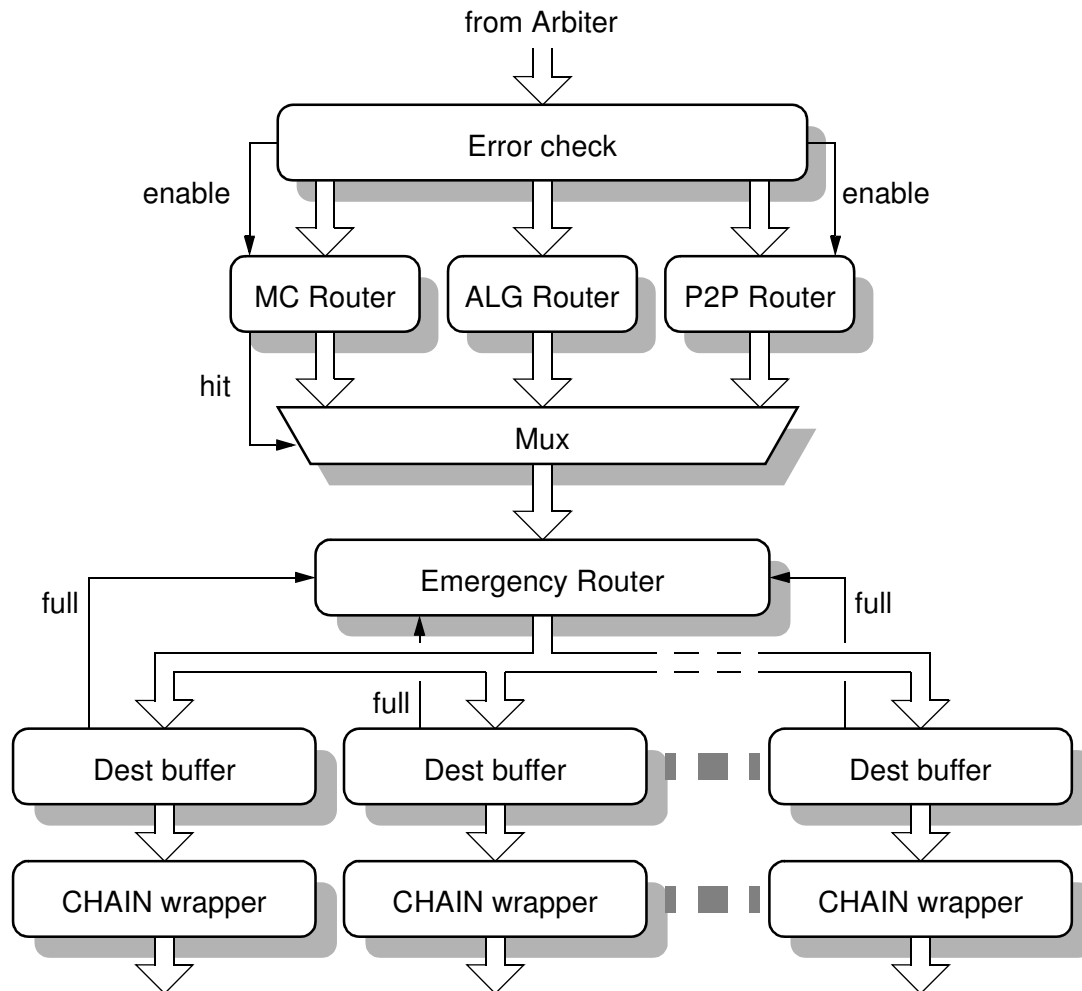 from Arbiter
Error check
enable
enable
MC Router
ALG Router
P2P Router
hit
Mux
Emergency Router
full
full
full
Dest buffer
Dest buffer
Dest buffer
CHAIN wrapper
CHAIN wrapper
CHAIN wrapper